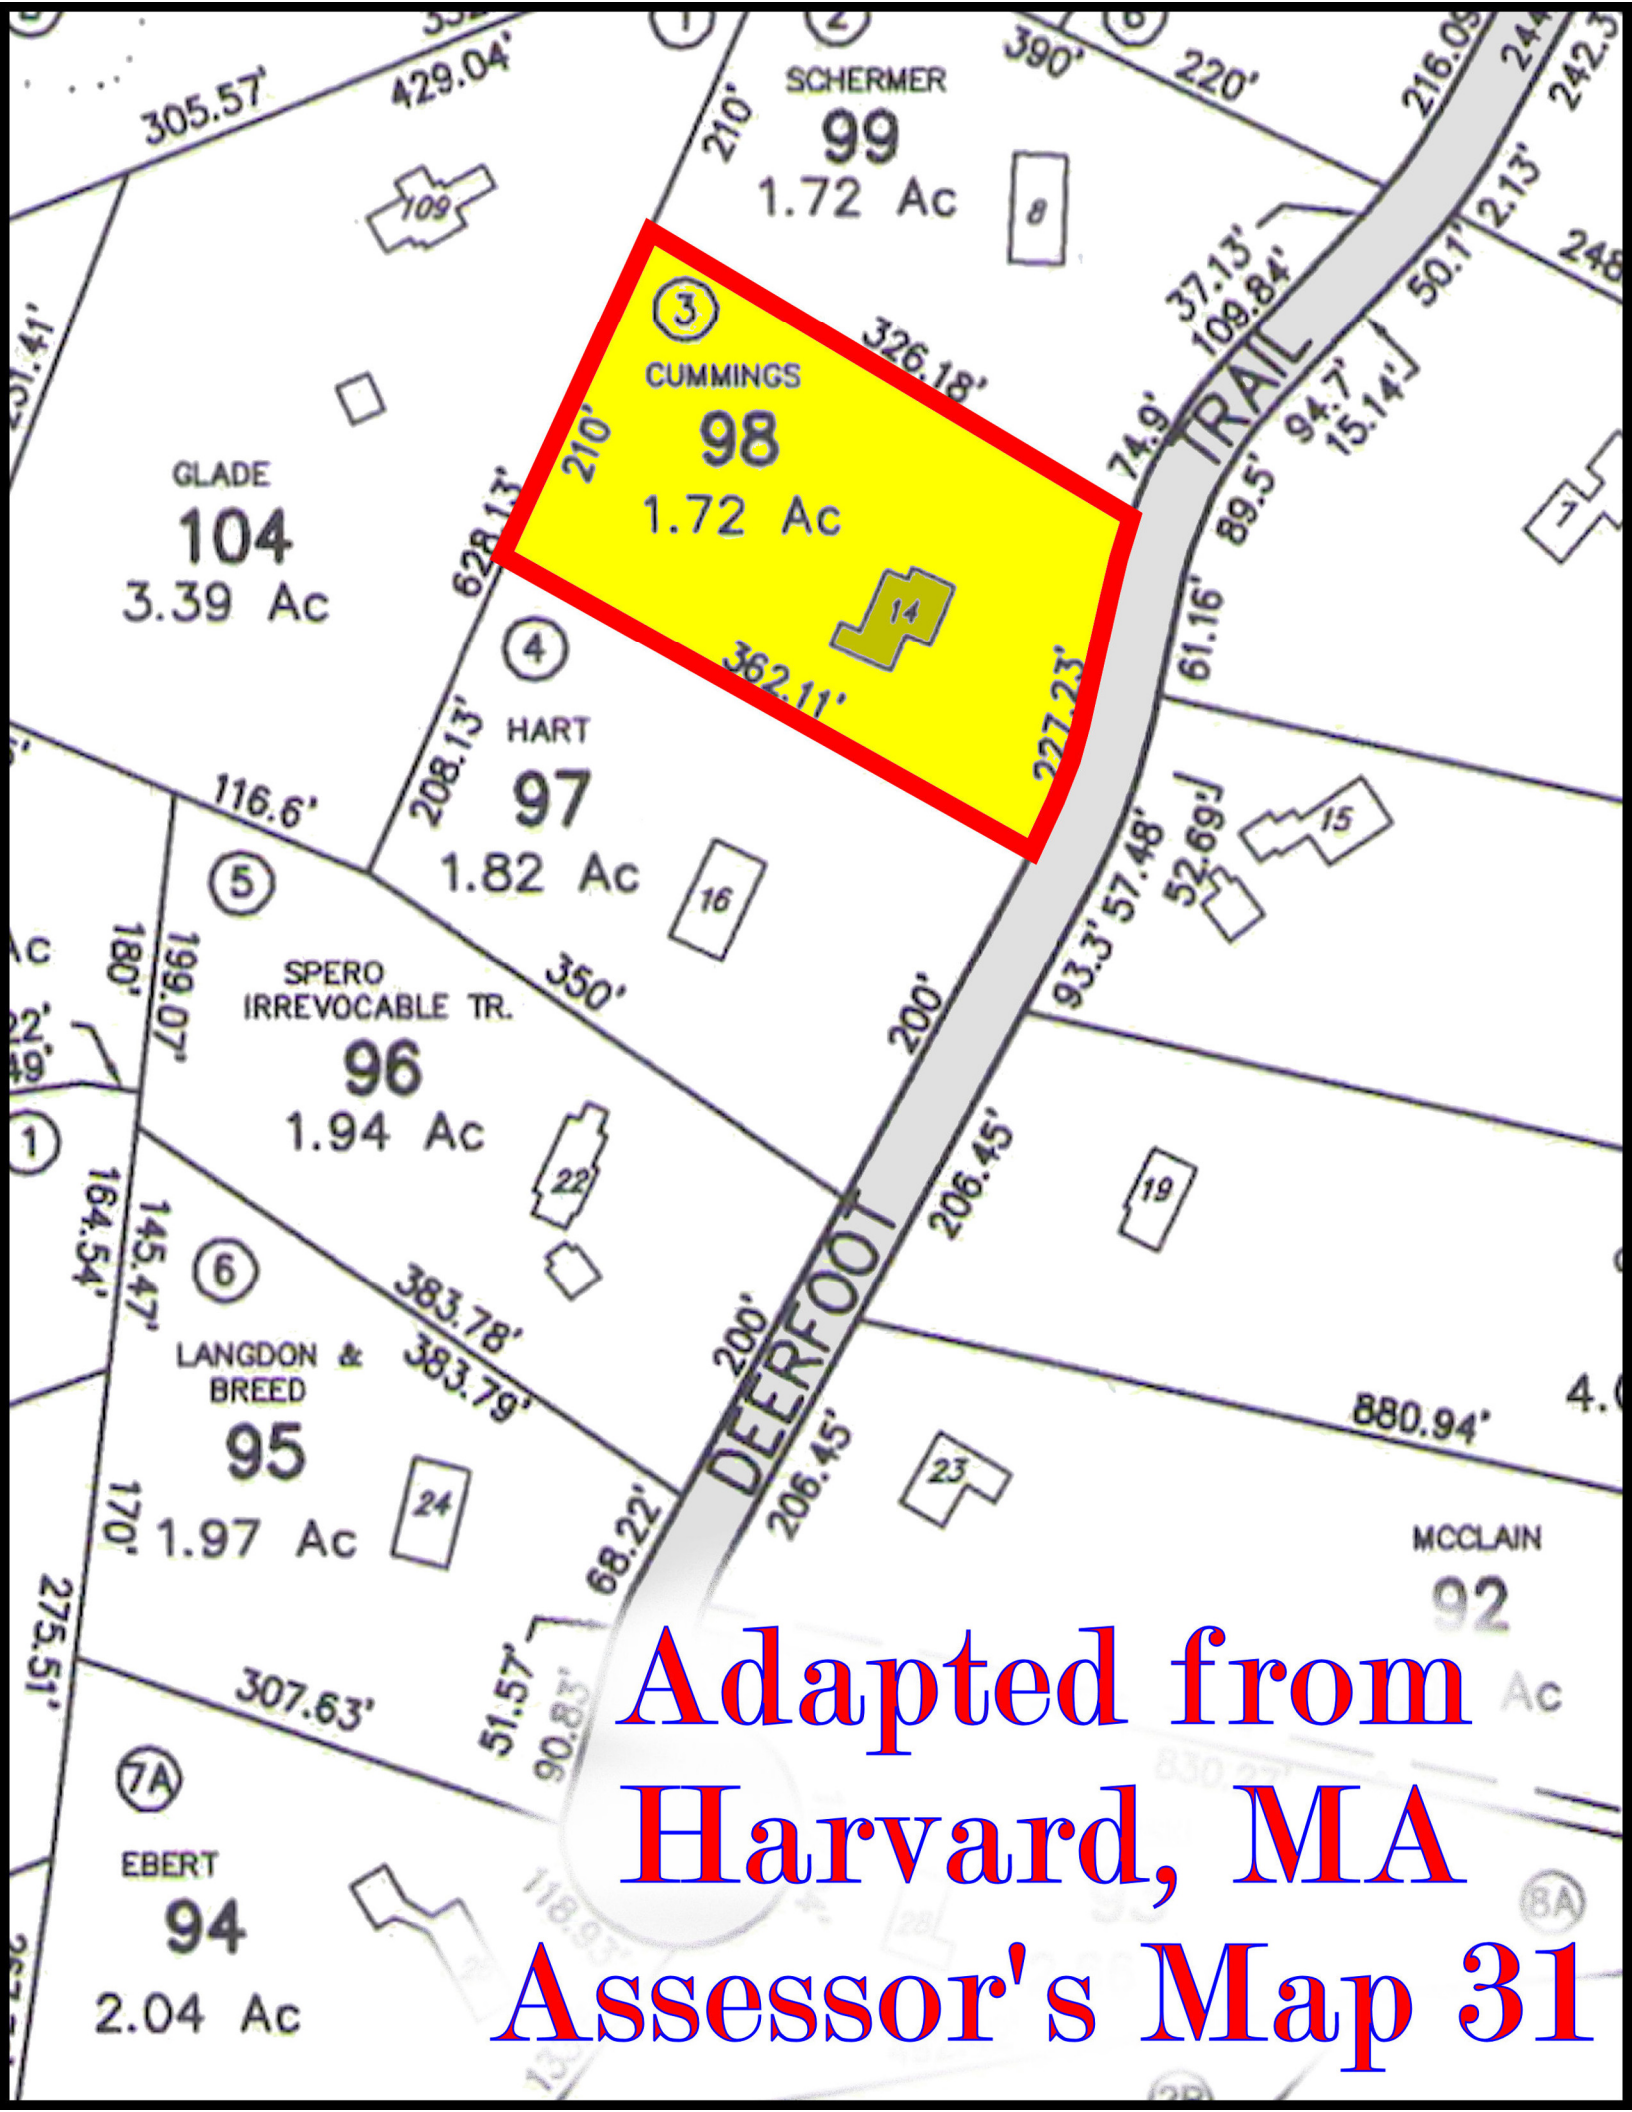 305.57'
429.04'
1
2
6
390'
220'
216.09
244
242.3
SCHERMER
99
1.72 Ac
210'
8
109
2.13'
50.1'
248
37.13'
109.84'
3
CUMMINGS
98
1.72 Ac
210'
326.18'
TRAIL
94.7'
15.14'
74.9'
89.5'
GLADE
104
3.39 Ac
628.13'
14
61.16'
362.11'
227.23'
4
HART
97
1.82 Ac
208.13'
16
116.6'
15
52.69'
57.48'
93.3'
5
SPERO
IRREVOCABLE TR.
96
1.94 Ac
180'
199.07'
350'
200'
22
206.45'
19
1
164.54'
145.47'
6
LANGDON &
BREED
95
1.97 Ac
383.78'
383.79'
200'
DEERFOOT
206.45'
880.94'
23
24
170'
68.22'
MCCLAIN
92
Ac
275.51'
307.63'
51.57'
90.83'
Adapted from
830.27'
7A
Harvard, MA
EBERT
94
2.04 Ac
118.93'
28
8A
Assessor's Map 31